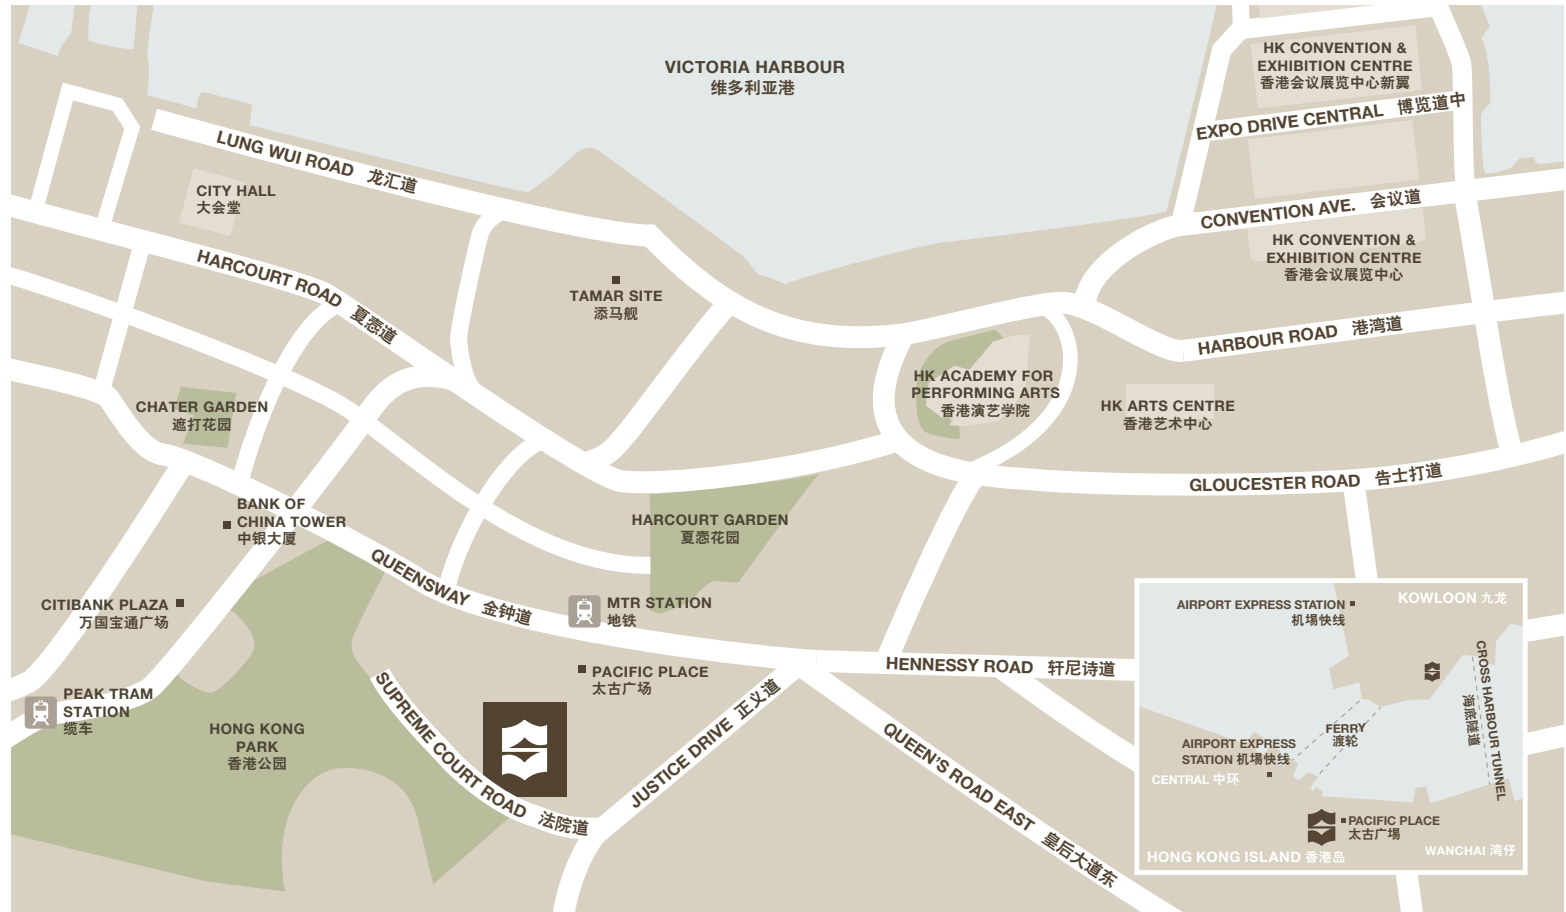 VICTORIA HARBOUR
维多利亚港
HK CONVENTION &
EXHIBITION CENTRE
香港会议展览中心新翼
EXPO DRIVE CENTRAL 博览道中
LUNG WUI ROAD 龙汇道
CITY HALL
大会堂
CONVENTION AVE. 会议道
HK CONVENTION &
EXHIBITION CENTRE
香港会议展览中心
HARCOURT ROAD 夏悫道
TAMAR SITE
添马舰
HARBOUR ROAD 港湾道
HK ACADEMY FOR
PERFORMING ARTS
香港演艺学院
HK ARTS CENTRE
香港艺术中心
CHATER GARDEN
遮打花园
GLOUCESTER ROAD 告士打道
BANK OF
CHINA TOWER
中银大厦
HARCOURT GARDEN
夏悫花园
QUEENSWAY 金钟道
CITIBANK PLAZA
万国宝通广场
MTR STATION
地铁
HENNESSY ROAD 轩尼诗道
PACIFIC PLACE
太古广场
PEAK TRAM
STATION
缆车
HONG KONG
PARK
香港公园
SUPREME COURT ROAD 法院道
JUSTICE DRIVE 正义道
QUEEN'S ROAD EAST 皇后大道东
AIRPORT EXPRESS STATION
机場快线
KOWLOON 九龙
CROSS HARBOUR TUNNEL
海底隧道
FERRY
渡轮
AIRPORT EXPRESS
STATION 机場快线
CENTRAL 中环
PACIFIC PLACE
太古广場
HONG KONG ISLAND 香港岛
WANCHAI 湾仔